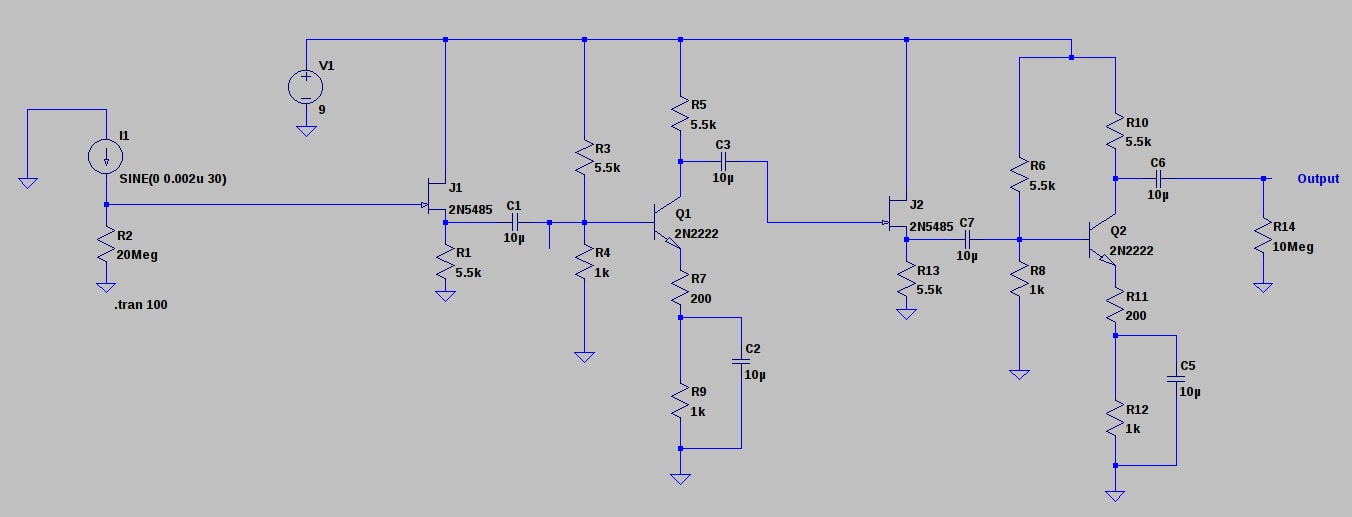 V1
9
I1
SINE(0 0.002u 30)
R2
20Meg
.tran 100
J1
2N5485
R1
5.5k
C1
10µ
R3
5.5k
R4
1k
R5
5.5k
C3
10µ
Q1
2N2222
R7
200
C2
10µ
R9
1k
J2
2N5485
R13
5.5k
C7
10µ
R6
5.5k
R8
1k
R10
5.5k
C6
10µ
Output
R14
10Meg
Q2
2N2222
R11
200
C5
10µ
R12
1k